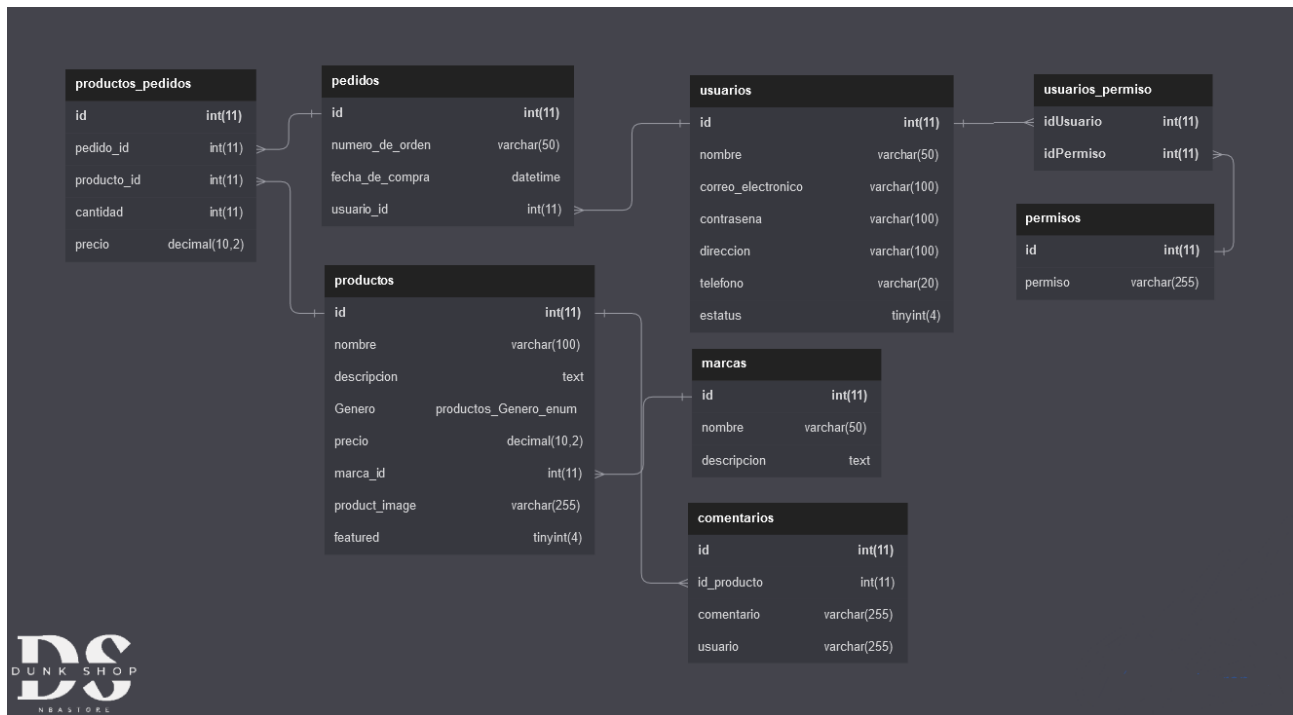 productos_pedidos
id int(11)
pedido_id int(11)
producto_id int(11)
cantidad int(11)
precio decimal(10,2)
pedidos
id int(11)
numero_de_orden varchar(50)
fecha_de_compra datetime
usuario_id int(11)
usuarios
id int(11)
nombre varchar(50)
correo_electronico varchar(100)
contrasena varchar(100)
direccion varchar(100)
telefono varchar(20)
estatus tinyint(4)
usuarios_permiso
idUsuario int(11)
idPermiso int(11)
permisos
id int(11)
permiso varchar(255)
productos
id int(11)
nombre varchar(100)
descripcion text
Genero productos_Genero_enum
precio decimal(10,2)
marca_id int(11)
product_image varchar(255)
featured tinyint(4)
marcas
id int(11)
nombre varchar(50)
descripcion text
comentarios
id int(11)
id_producto int(11)
comentario varchar(255)
usuario varchar(255)
DS
DUNK SHOP
NBASTORE